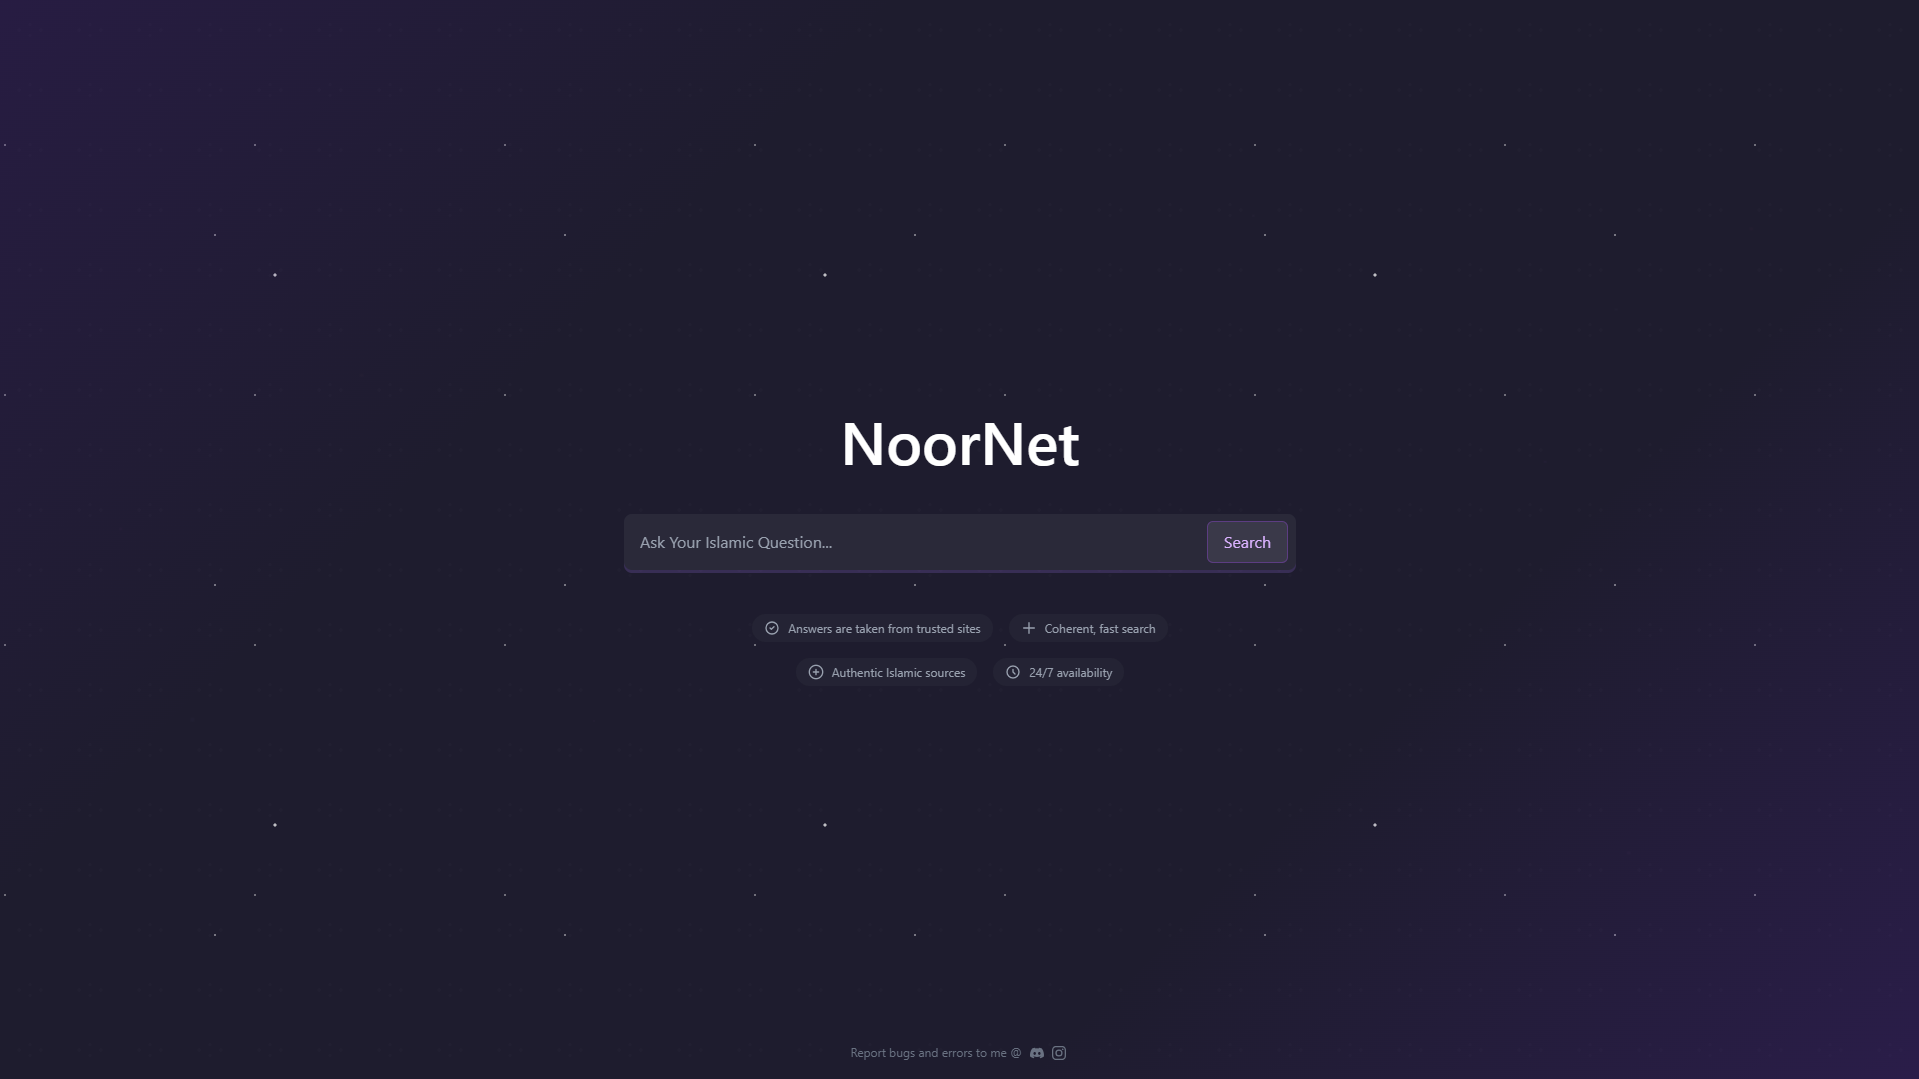 NoorNet
Ask Your Islamic Question...
Search
Answers are taken from trusted sites
Coherent, fast search
Authentic Islamic sources
24/7 availability
Report bugs and errors to me @